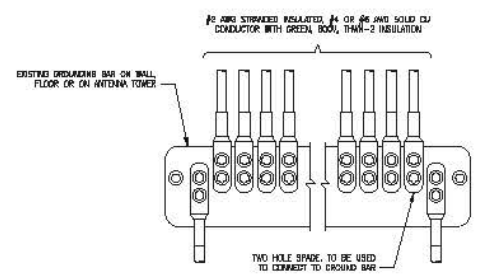 #2 AWG STRANDED INSULATED, #4 OR #6 AWG SOLID CU
CONDUCTOR WITH GREEN, 600V, THWN-2 INSULATION
EXISTING GROUNDING BAR ON WALL,
FLOOR OR ON ANTENNA TOWER
TWO HOLE SPADE, TO BE USED
TO CONNECT TO GROUND BAR